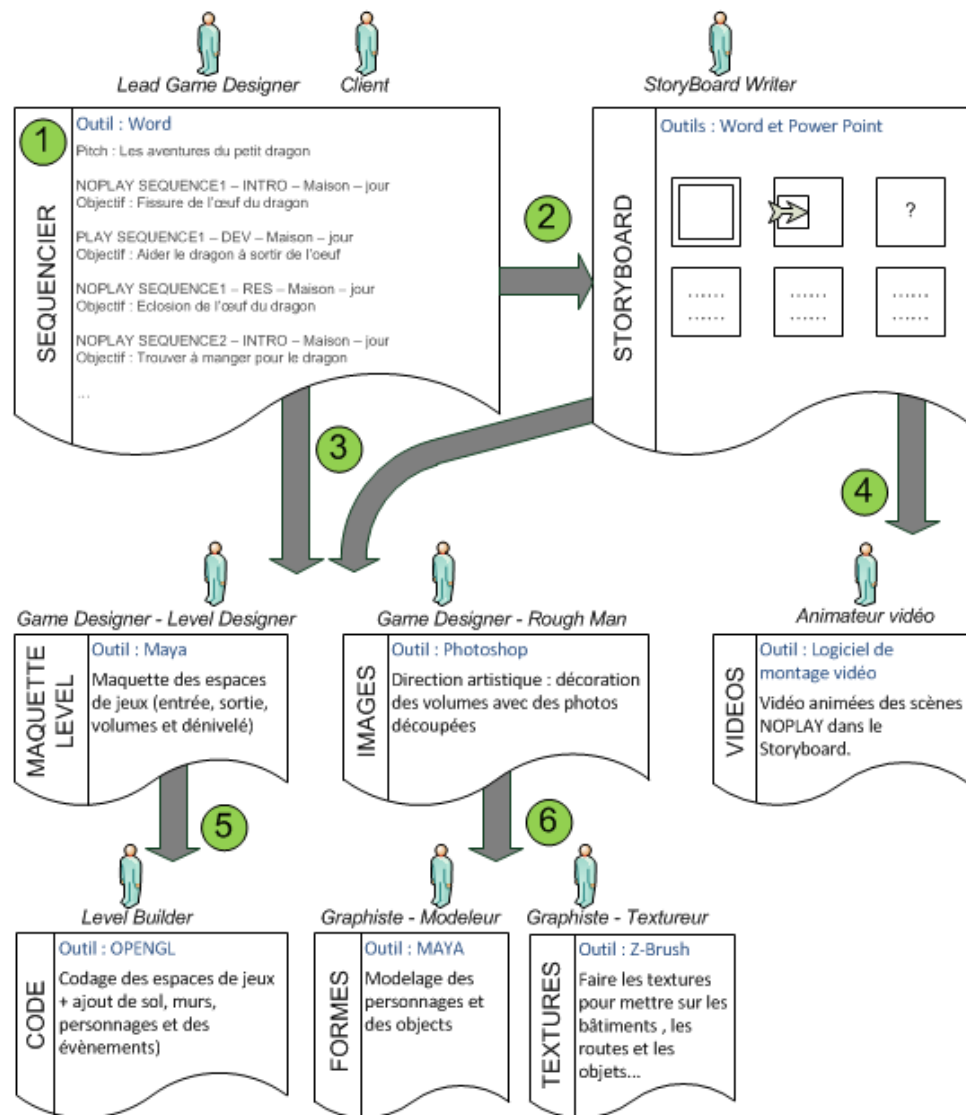 Lead Game Designer
Client
StoryBoard Writer
1
SEQUENCIER
Outil : Word
Pitch : Les aventures du petit dragon
NOPLAY SEQUENCE1 – INTRO – Maison – jour
Objectif : Fissure de l'œuf du dragon
PLAY SEQUENCE1 – DEV – Maison – jour
Objectif : Aider le dragon à sortir de l'oeuf
NOPLAY SEQUENCE1 – RES – Maison – jour
Objectif : Eclosion de l'œuf du dragon
NOPLAY SEQUENCE2 – INTRO – Maison – jour
Objectif : Trouver à manger pour le dragon
...
2
STORYBOARD
Outils : Word et Power Point
?
......
......
......
......
......
......
3
4
Game Designer - Level Designer
MAQUETTE
LEVEL
Outil : Maya
Maquette des espaces
de jeux (entrée, sortie,
volumes et dénivelé)
Game Designer - Rough Man
IMAGES
Outil : Photoshop
Direction artistique : décoration
des volumes avec des photos
découpées
Animateur vidéo
VIDEOS
Outil : Logiciel de
montage vidéo
Vidéo animées des scènes
NOPLAY dans le
Storyboard.
5
6
Level Builder
CODE
Outil : OPENGL
Codage des espaces de jeux
+ ajout de sol, murs,
personnages et des
évènements)
Graphiste - Modeleur
FORMES
Outil : MAYA
Modelage des
personnages et
des objects
Graphiste - Textureur
TEXTURES
Outil : Z-Brush
Faire les textures
pour mettre sur les
bâtiments , les
routes et les
objets...